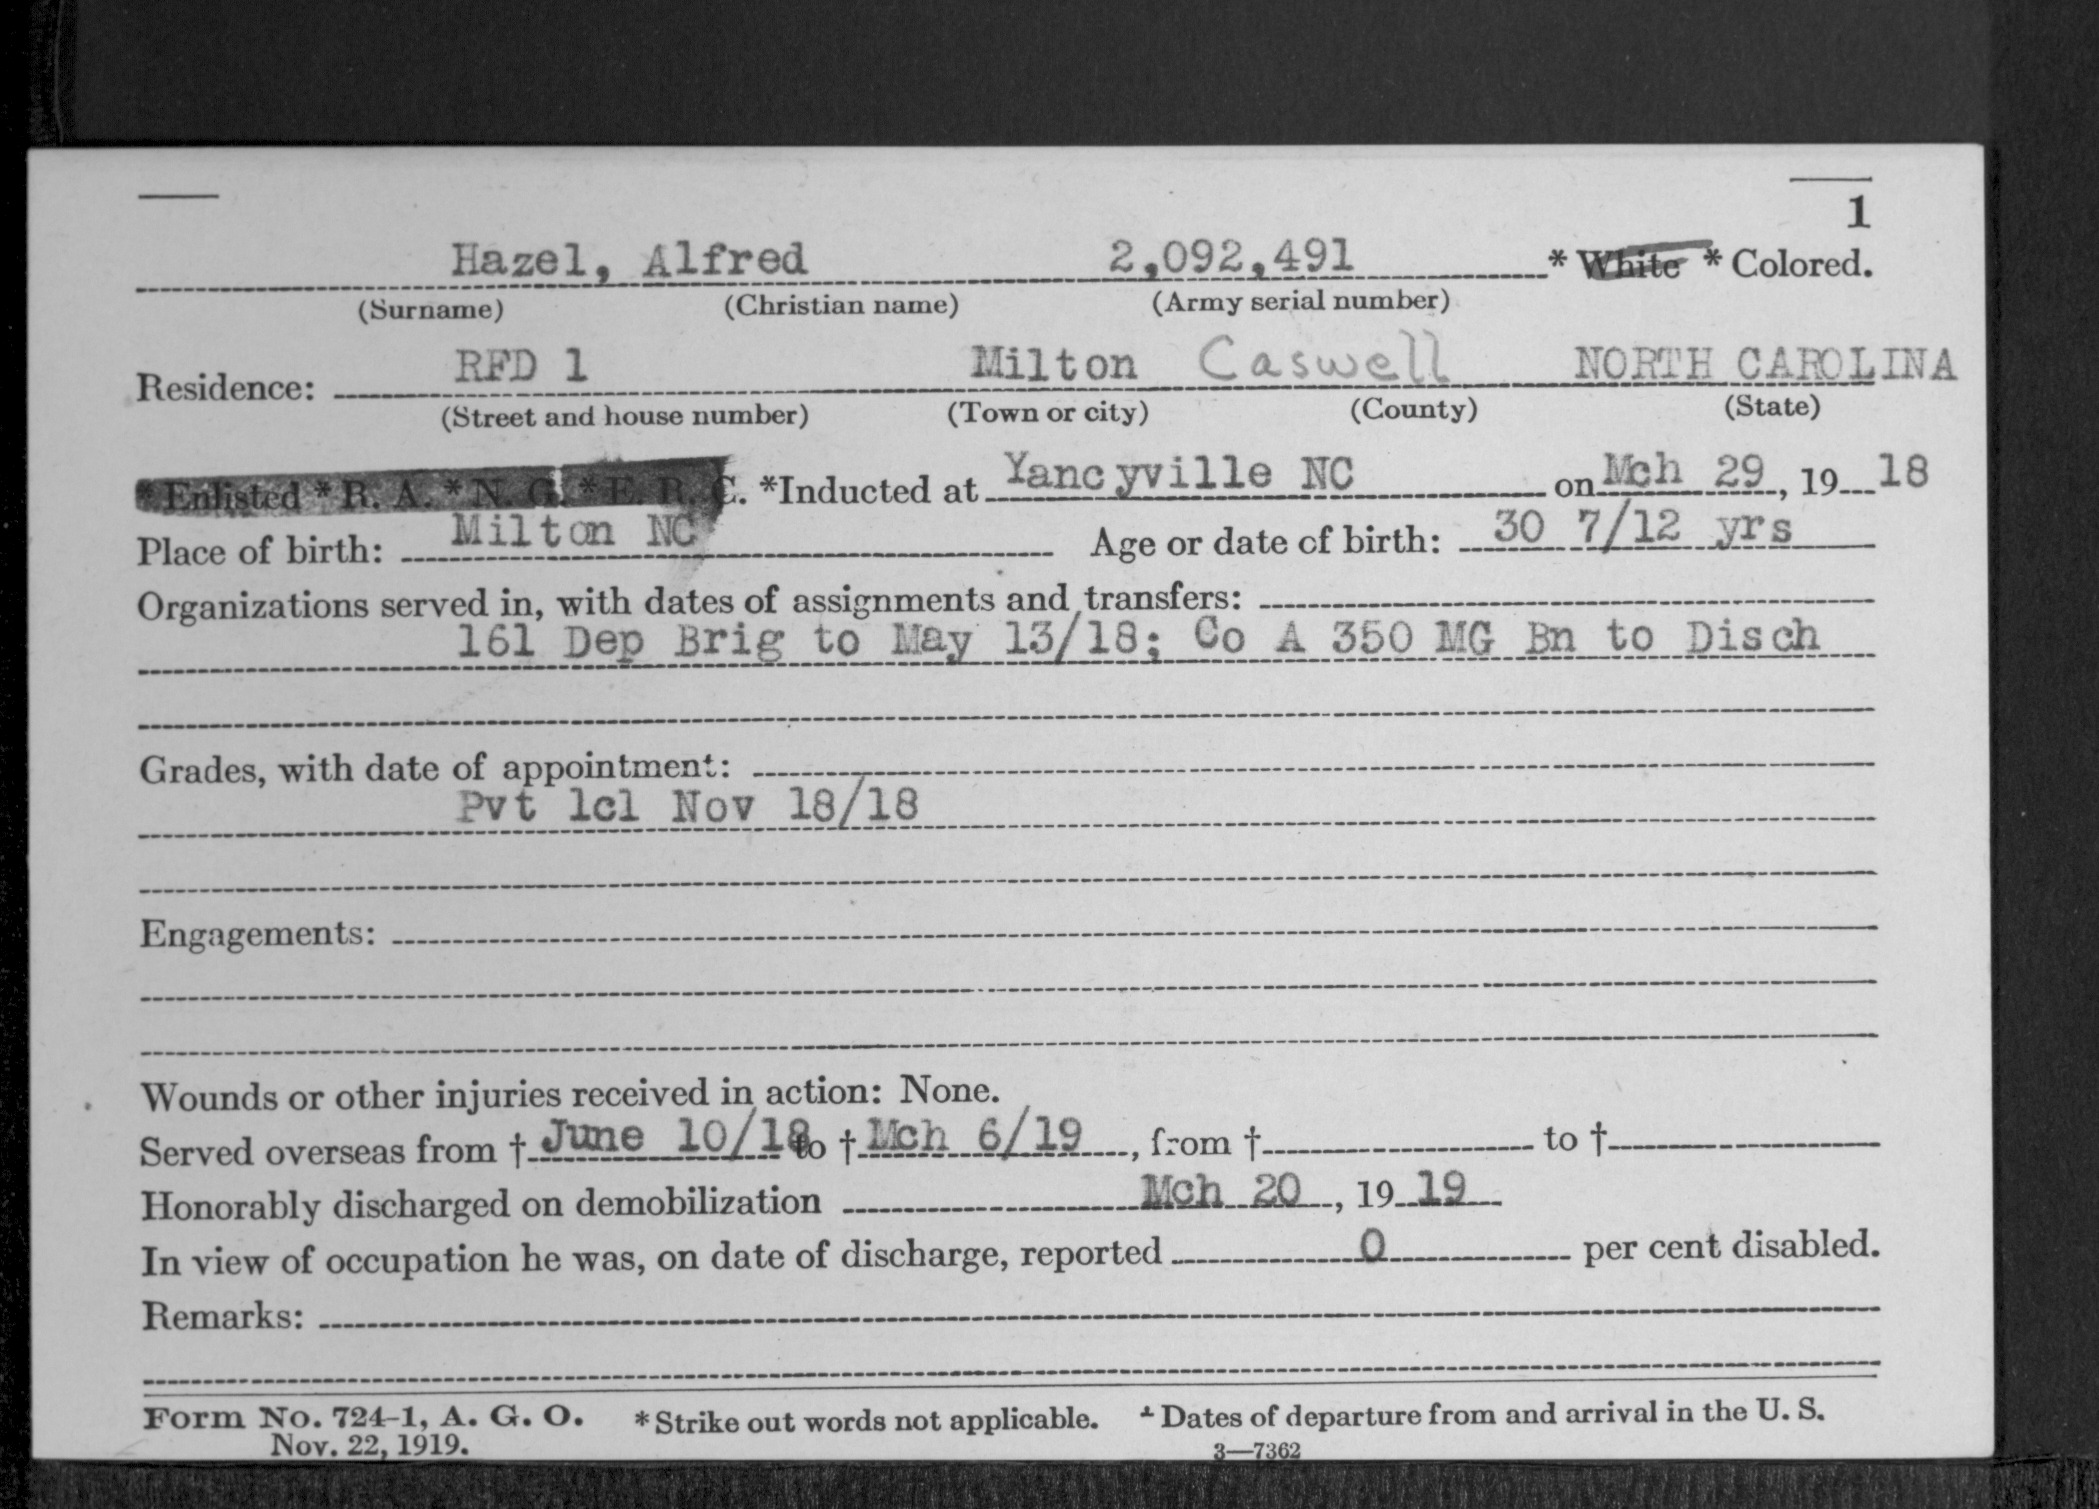 1
Hazel, Alfred 2,092,491 * White * Colored.
(Surname) (Christian name) (Army serial number)
Residence: RFD 1 Milton Caswell NORTH CAROLINA
(Street and house number) (Town or city) (County) (State)
* Enlisted * R. A. * N. G. * E. R. C. *Inducted at Yancyville NC on Mch 29, 19 18
Place of birth: Milton NC Age or date of birth: 30 7/12 yrs
Organizations served in, with dates of assignments and transfers:
161 Dep Brig to May 13/18; Co A 350 MG Bn to Disch
Grades, with date of appointment:
Pvt 1cl Nov 18/18
Engagements:
Wounds or other injuries received in action: None.
Served overseas from † June 10/18 to † Mch 6/19, from † to †
Honorably discharged on demobilization Mch 20, 19 19
In view of occupation he was, on date of discharge, reported 0 per cent disabled.
Remarks:
Form No. 724-1, A. G. O. * Strike out words not applicable. † Dates of departure from and arrival in the U. S.
Nov. 22, 1919. 3—7362